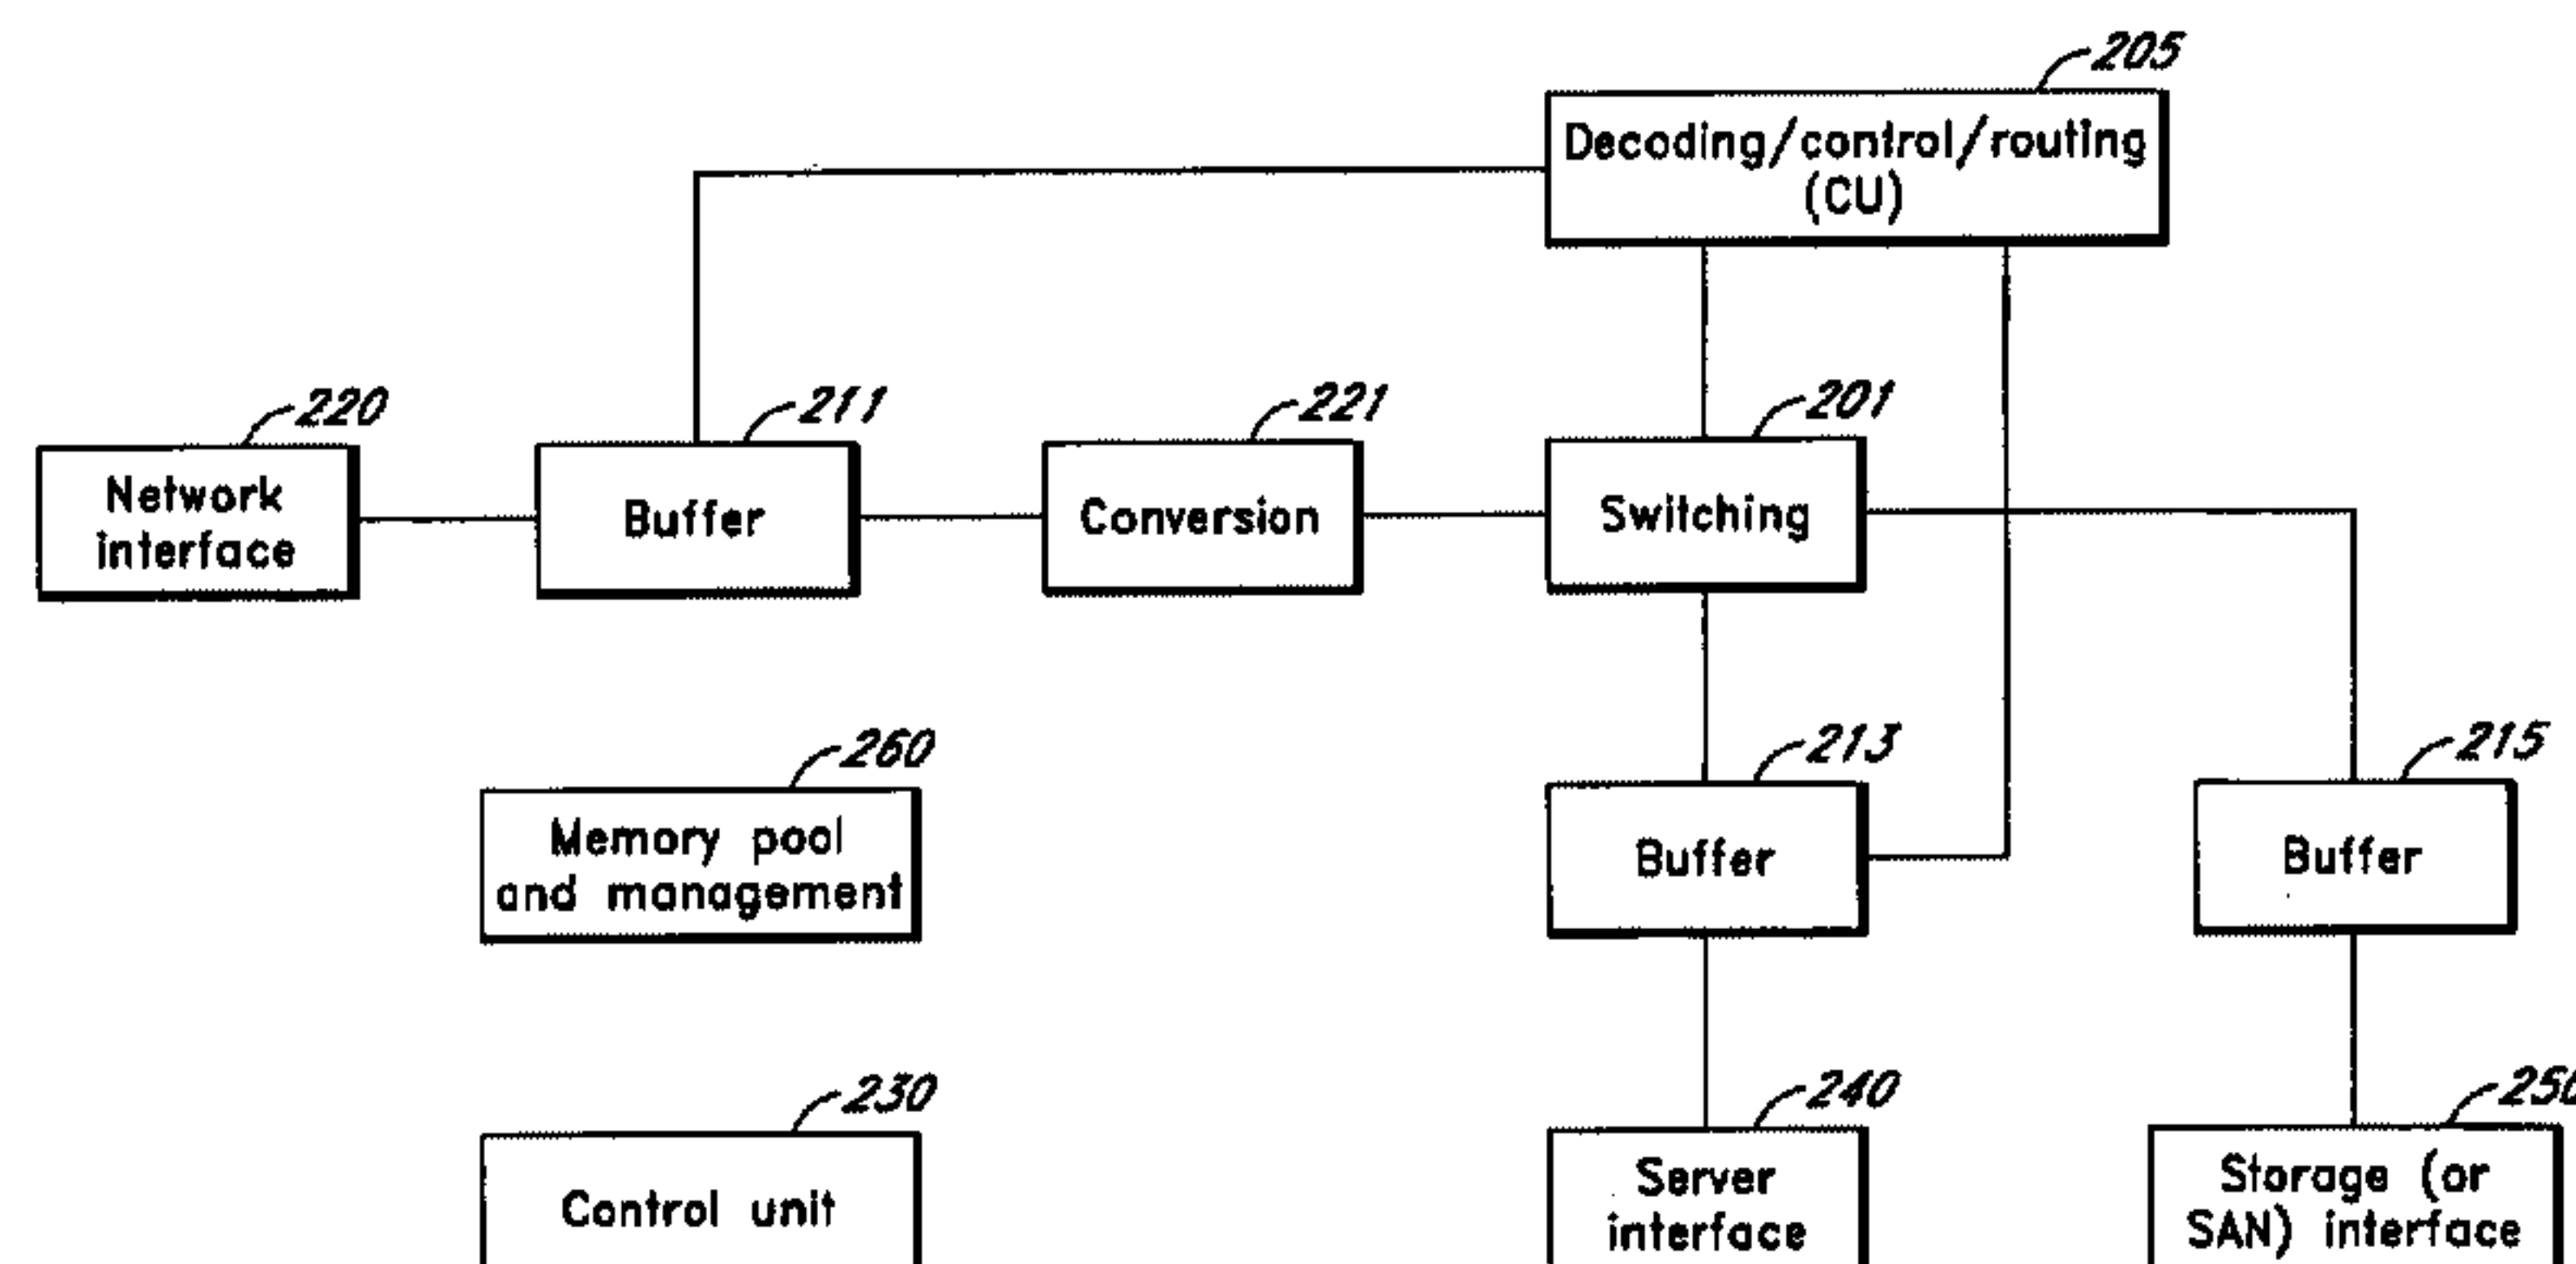 205
Decoding/control/routing
(CU)
220
211
221
201
Network
interface
Buffer
Conversion
Switching
260
213
215
Memory pool
and management
Buffer
Buffer
230
240
250
Control unit
Server
interface
Storage (or
SAN) interface